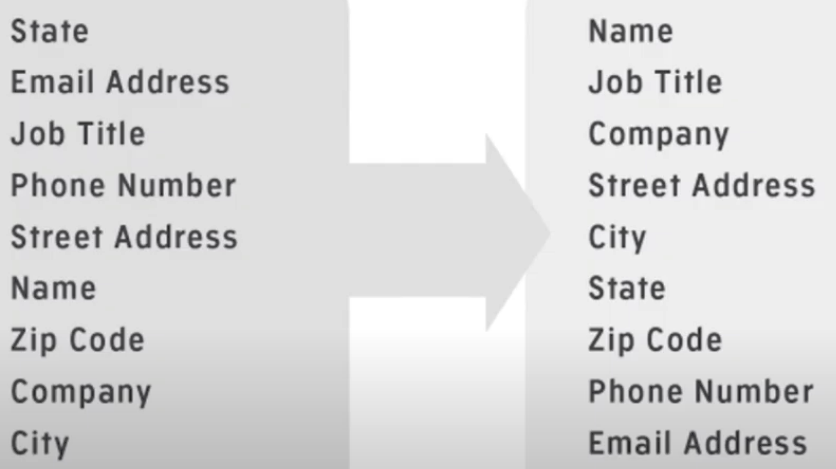 State
Email Address
Job Title
Phone Number
Street Address
Name
Zip Code
Company
City
Name
Job Title
Company
Street Address
City
State
Zip Code
Phone Number
Email Address